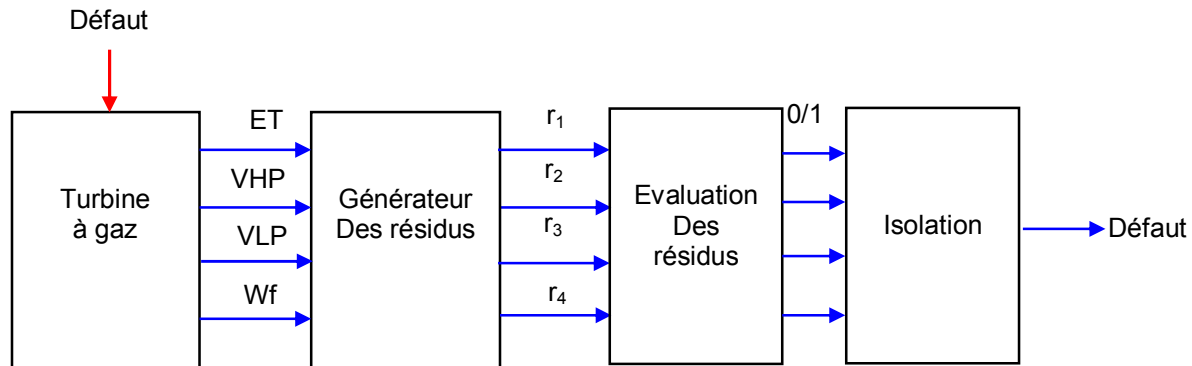 Défaut
Turbine
à gaz
ET
VHP
VLP
Wf
Générateur
Des résidus
r₁
r₂
r₃
r₄
Evaluation
Des
résidus
0/1
Isolation
Défaut